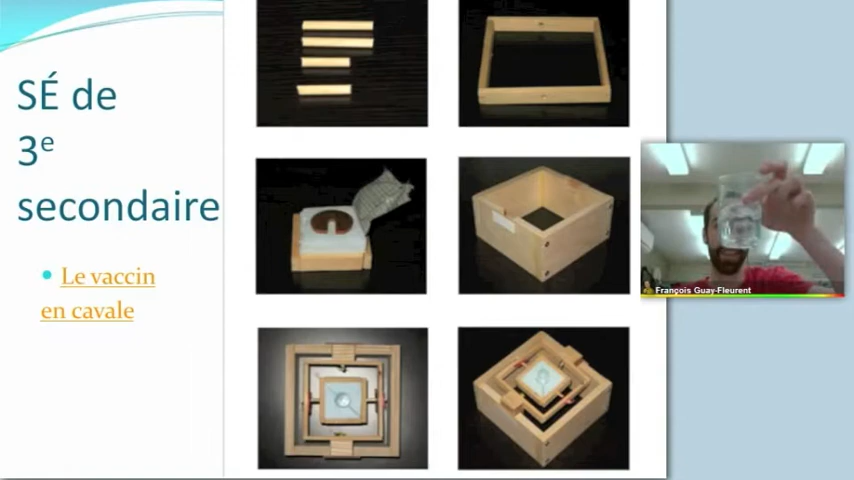 SÉ de
3e
secondaire
• Le vaccin
en cavale
François Guay-Fleurent